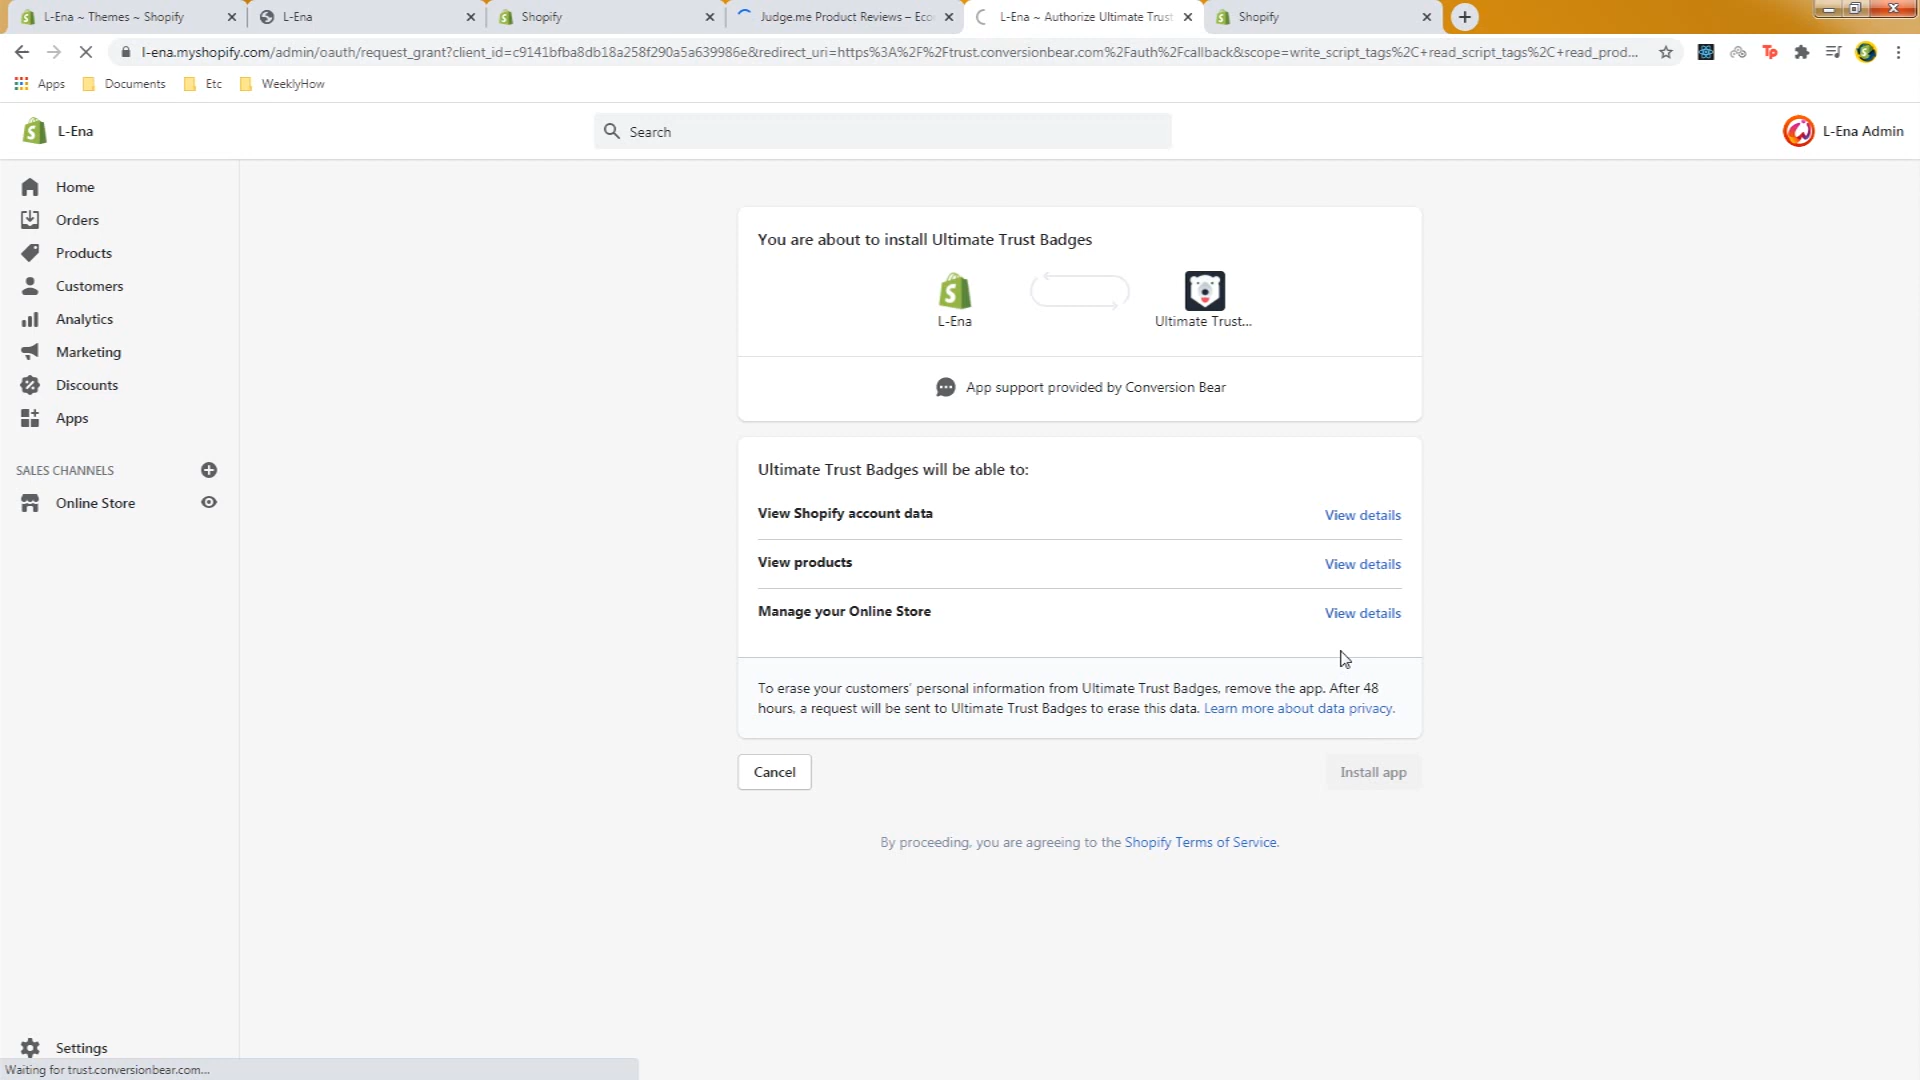 L-Ena ~ Themes ~ Shopify
L-Ena
Shopify
Judge.me Product Reviews – Eco
L-Ena ~ Authorize Ultimate Trust
Shopify
l-ena.myshopify.com/admin/oauth/request_grant?client_id=c9141bfba8db18a258f290a5a639986e&redirect_uri=https%3A%2F%2Ftrust.conversionbear.com%2Fauth%2Fcallback&scope=write_script_tags%2C+read_script_tags%2C+read_prod...
Apps
Documents
Etc
WeeklyHow
L-Ena
Search
L-Ena Admin
Home
Orders
Products
Customers
Analytics
Marketing
Discounts
Apps
SALES CHANNELS
Online Store
Settings
You are about to install Ultimate Trust Badges
L-Ena
Ultimate Trust...
App support provided by Conversion Bear
Ultimate Trust Badges will be able to:
View Shopify account data
View details
View products
View details
Manage your Online Store
View details
To erase your customers' personal information from Ultimate Trust Badges, remove the app. After 48
hours, a request will be sent to Ultimate Trust Badges to erase this data. Learn more about data privacy.
Cancel
Install app
By proceeding, you are agreeing to the Shopify Terms of Service.
Waiting for trust.conversionbear.com...